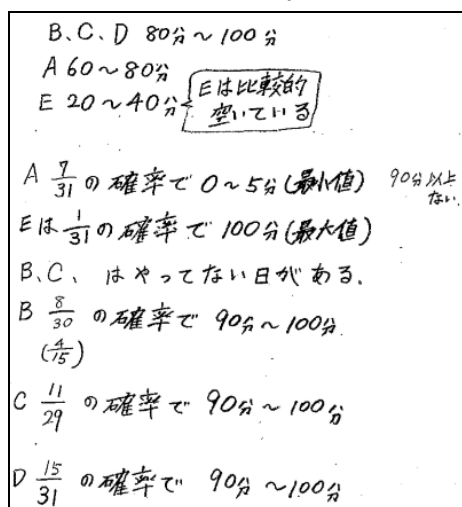 B、C、D 80分～100分
A 60～80分
E 20～40分 Eは比較的
空いている
A 7/31 の確率で 0～5分(最小値) 90分以上
ない.
Eは 1/31 の確率で 100分(最大値)
B、C、はやってない日がある.
B 8/30 の確率で 90分～100分
(4/15)
C 11/29 の確率で 90分～100分
D 15/31 の確率で 90分～100分